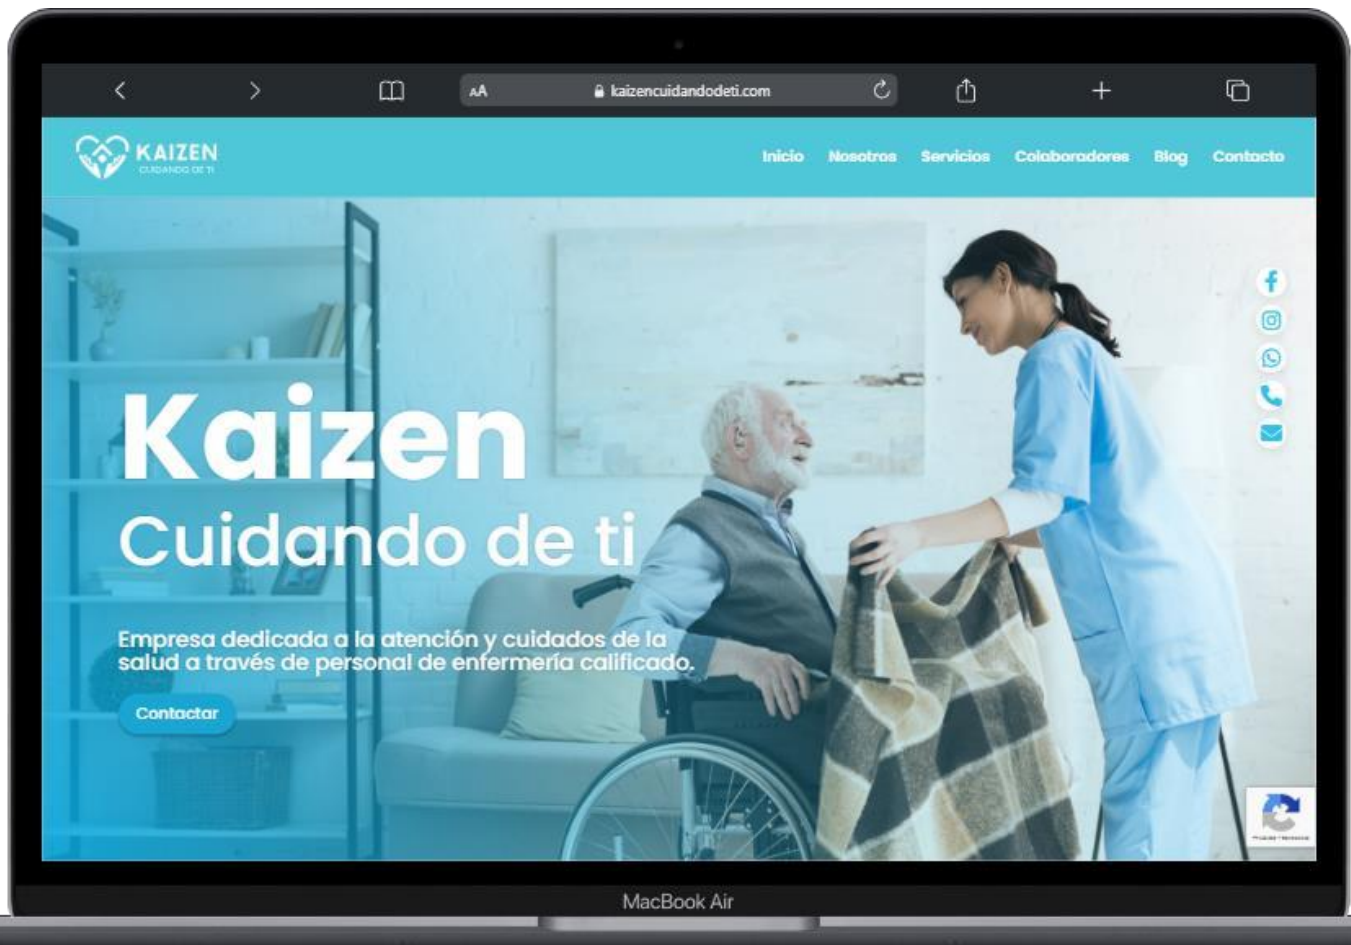 AA
kaizencuidandodeti.com
KAIZEN
CUIDANDO DE TI
Inicio Nosotros Servicios Colaboradores Blog Contacto
Kaizen
Cuidando de ti
Empresa dedicada a la atención y cuidados de la
salud a través de personal de enfermería calificado.
Contactar
MacBook Air